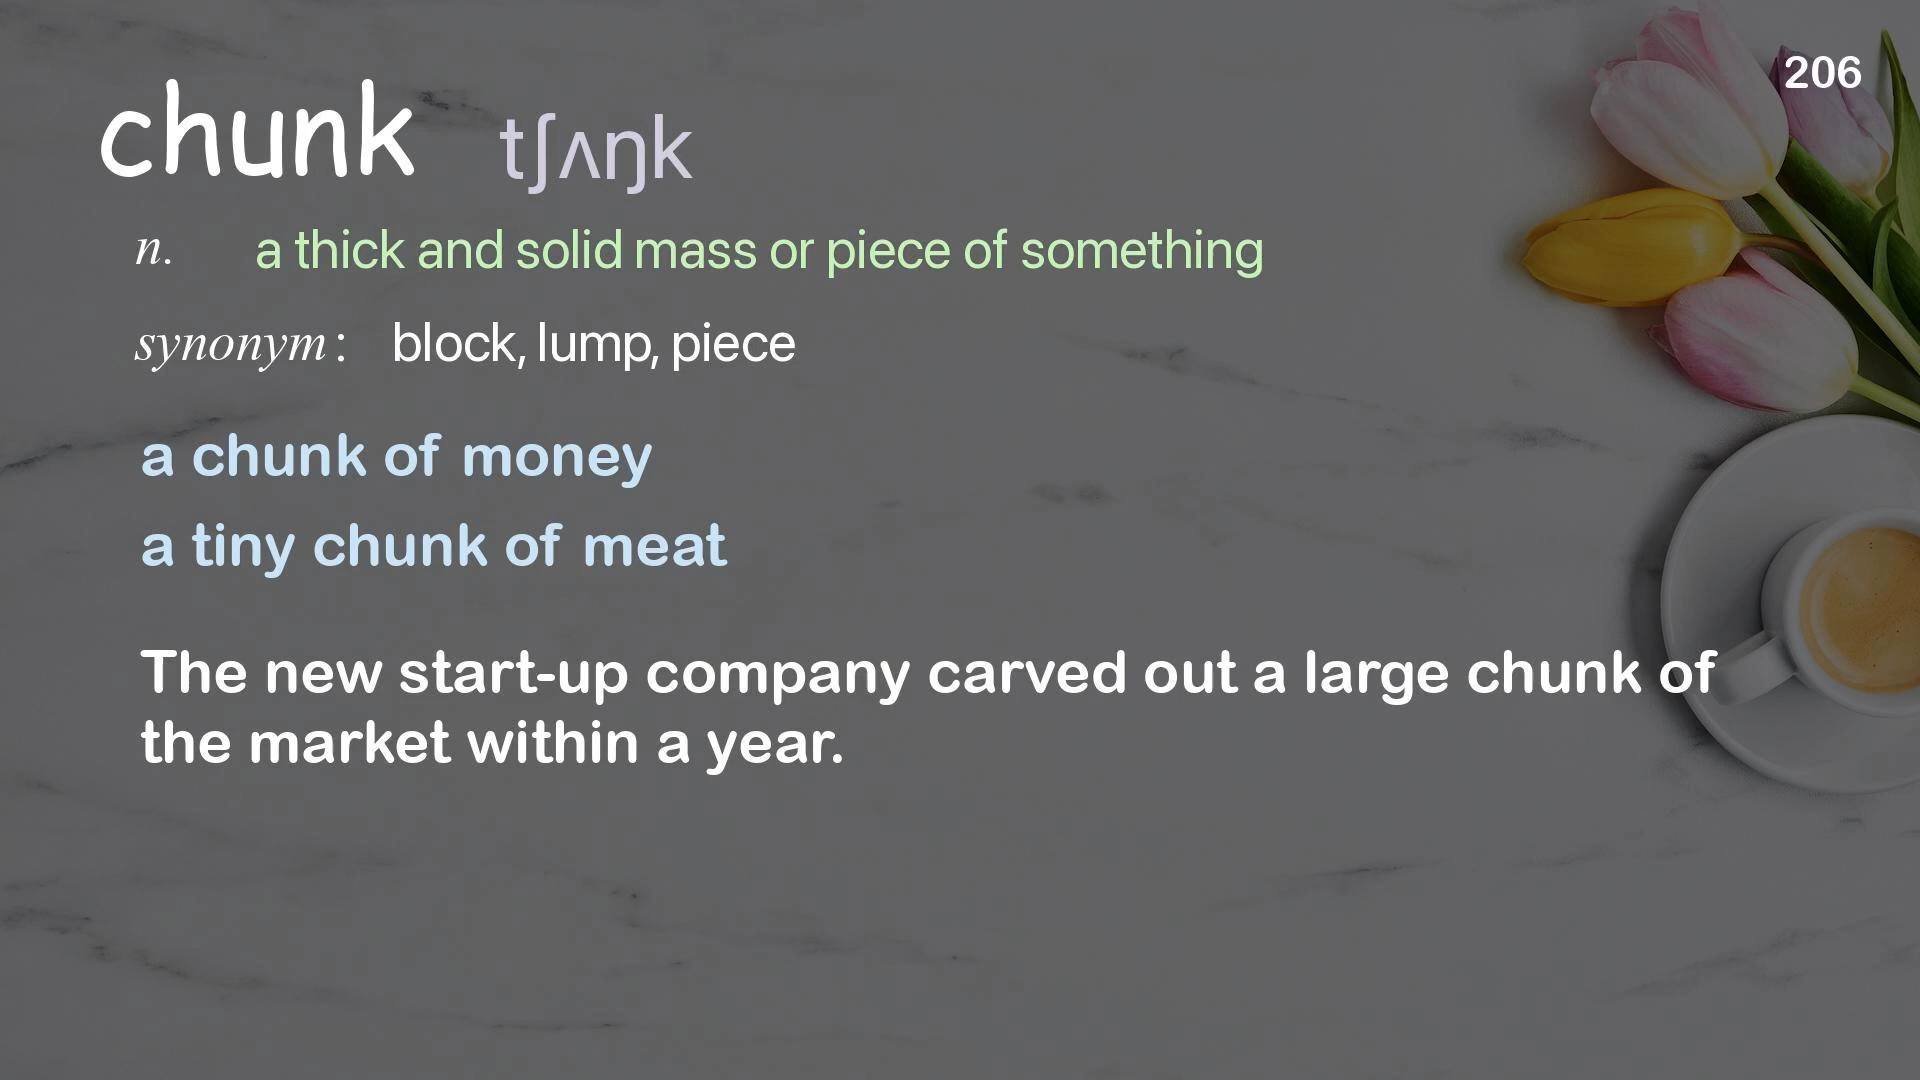 206
chunk tʃʌŋk
n. a thick and solid mass or piece of something
synonym: block, lump, piece
a chunk of money
a tiny chunk of meat
The new start-up company carved out a large chunk of
the market within a year.